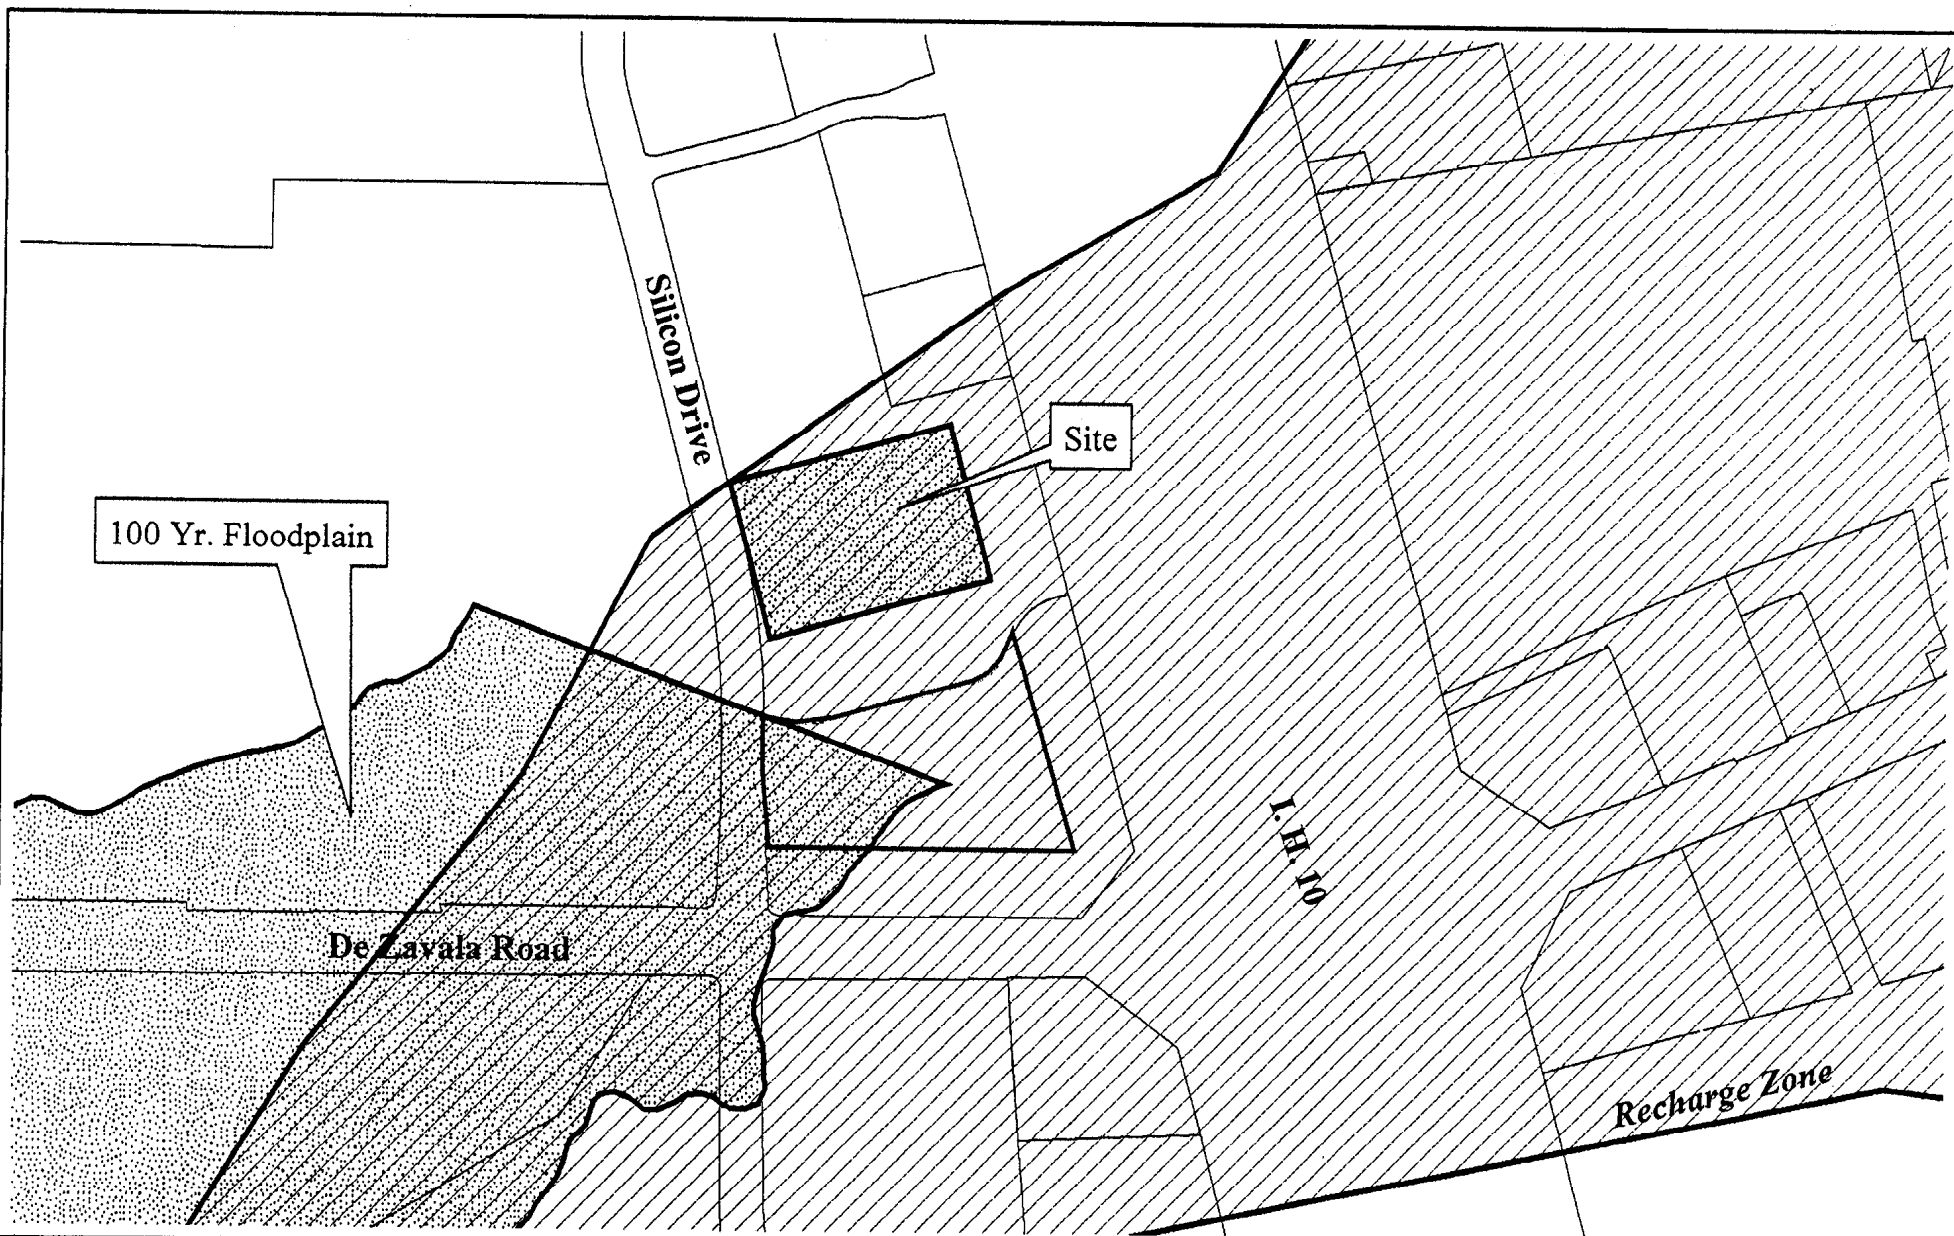 Silicon Drive
Site
100 Yr. Floodplain
I. H. 10
De Zavala Road
Recharge Zone